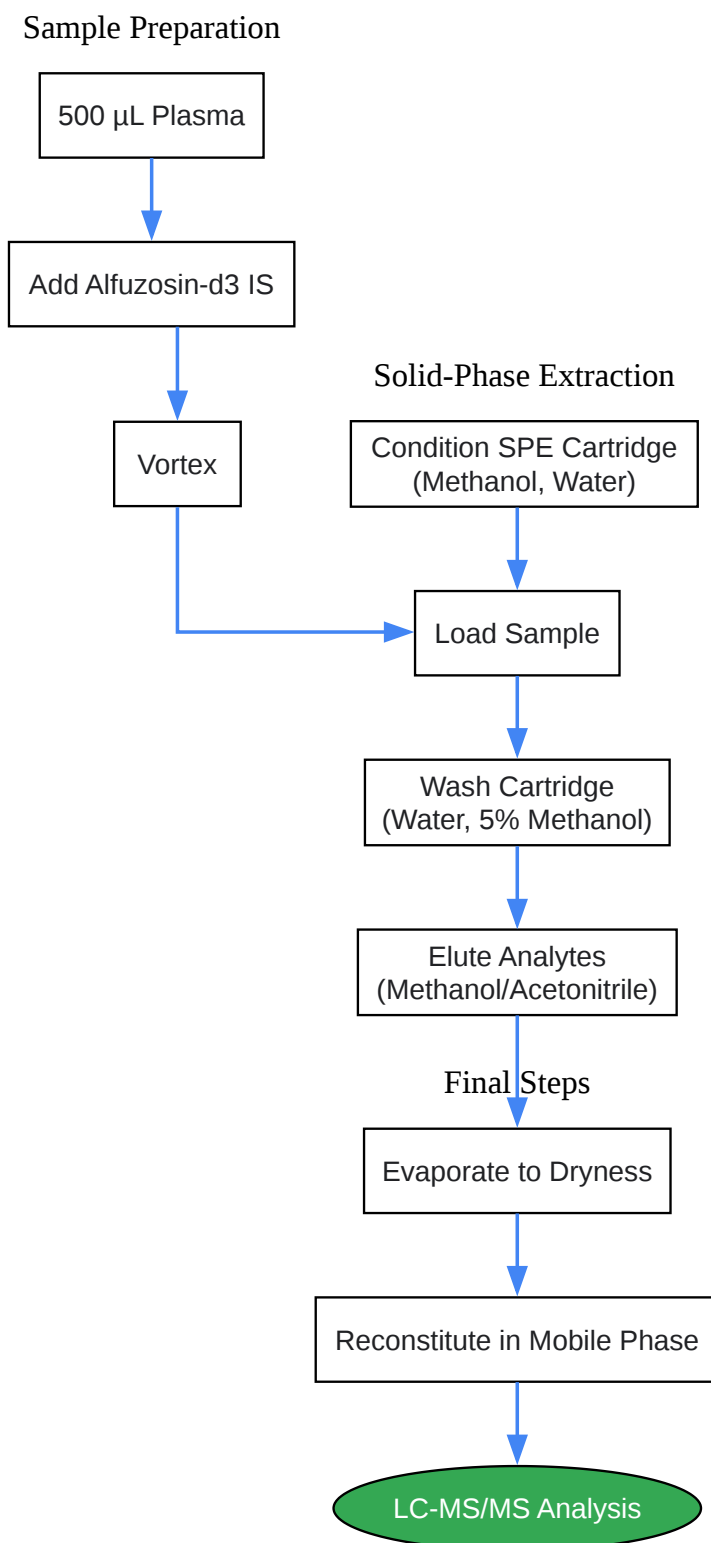 Sample Preparation
500 µL Plasma
Add Alfuzosin-d3 IS
Vortex
Solid-Phase Extraction
Condition SPE Cartridge
(Methanol, Water)
Load Sample
Wash Cartridge
(Water, 5% Methanol)
Elute Analytes
(Methanol/Acetonitrile)
Final Steps
Evaporate to Dryness
Reconstitute in Mobile Phase
LC-MS/MS Analysis